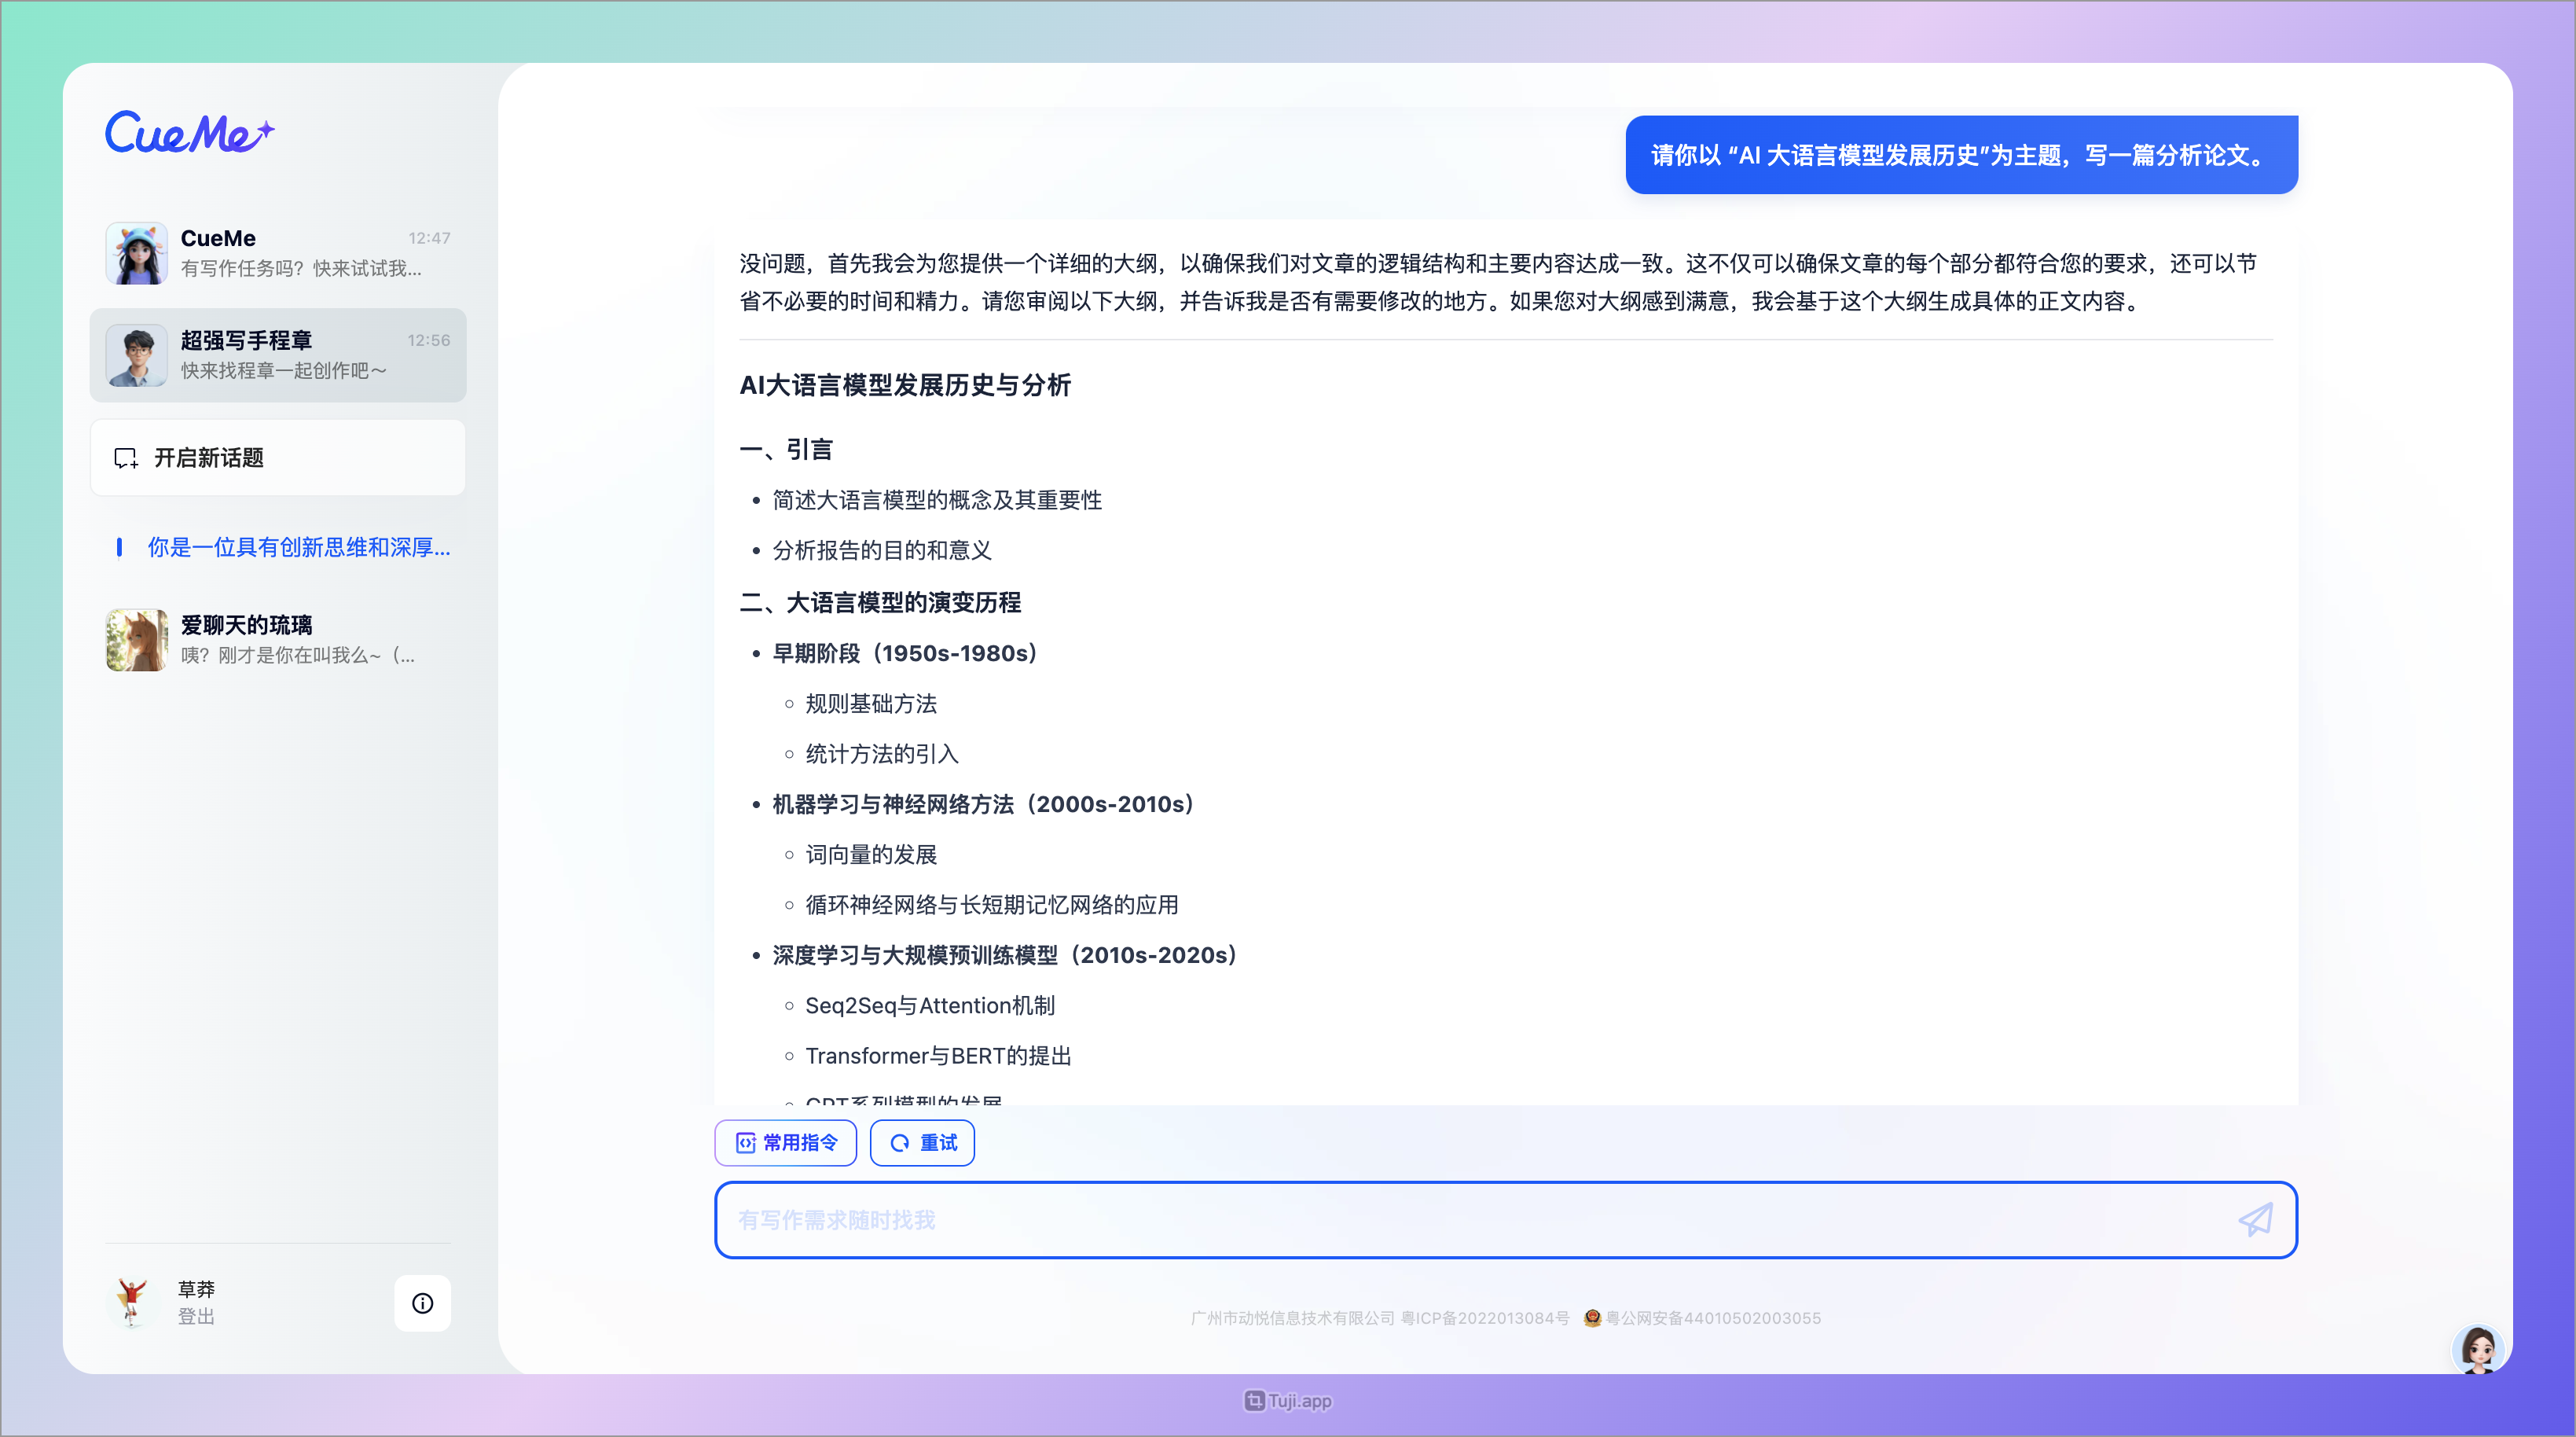 CueMe
CueMe
12:47
有写作任务吗？快来试试我...
超强写手程章
12:56
快来找程章一起创作吧～
开启新话题
你是一位具有创新思维和深厚...
爱聊天的琉璃
咦？刚才是你在叫我么~（...
草莽
登出
请你以 “AI 大语言模型发展历史”为主题，写一篇分析论文。
没问题，首先我会为您提供一个详细的大纲，以确保我们对文章的逻辑结构和主要内容达成一致。这不仅可以确保文章的每个部分都符合您的要求，还可以节
省不必要的时间和精力。请您审阅以下大纲，并告诉我是否有需要修改的地方。如果您对大纲感到满意，我会基于这个大纲生成具体的正文内容。
AI大语言模型发展历史与分析
一、引言
• 简述大语言模型的概念及其重要性
• 分析报告的目的和意义
二、大语言模型的演变历程
• 早期阶段（1950s-1980s）
◦ 规则基础方法
◦ 统计方法的引入
• 机器学习与神经网络方法（2000s-2010s）
◦ 词向量的发展
◦ 循环神经网络与长短期记忆网络的应用
• 深度学习与大规模预训练模型（2010s-2020s）
◦ Seq2Seq与Attention机制
◦ Transformer与BERT的提出
◦ GPT系列模型的发展
常用指令
重试
有写作需求随时找我
广州市动悦信息技术有限公司 粤ICP备2022013084号 粤公网安备44010502003055
Tuji.app